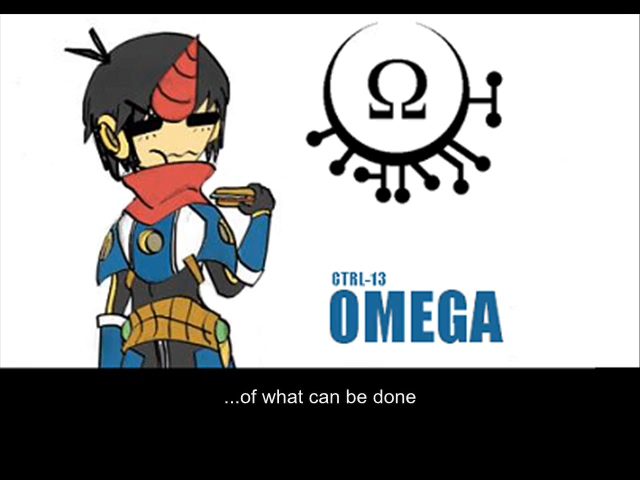 Ω
CTRL-13
OMEGA
...of what can be done